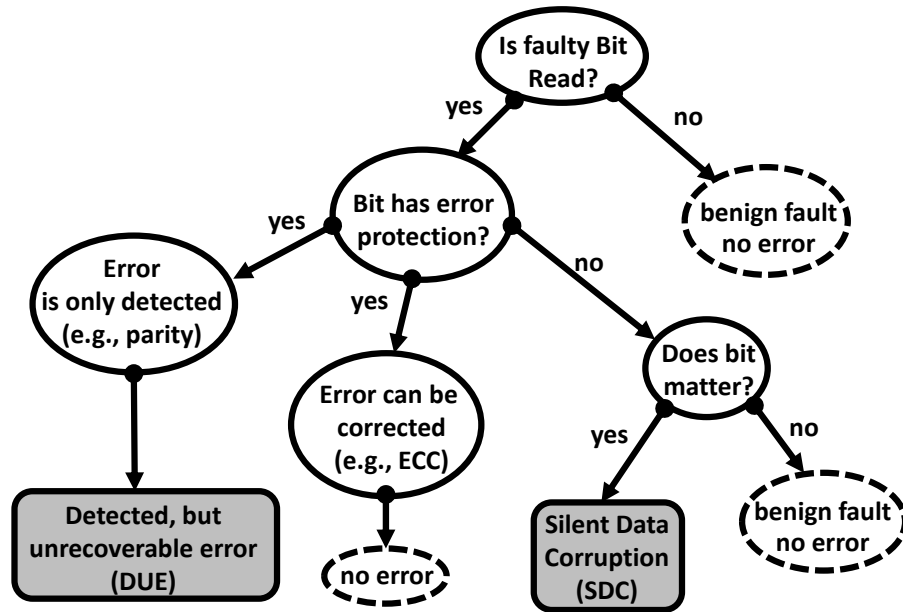 Is faulty Bit
Read?
yes
no
Bit has error
protection?
benign fault
no error
yes
yes
no
Error
is only detected
(e.g., parity)
Does bit
matter?
Error can be
corrected
(e.g., ECC)
yes
no
Detected, but
unrecoverable error
(DUE)
no error
Silent Data
Corruption
(SDC)
benign fault
no error